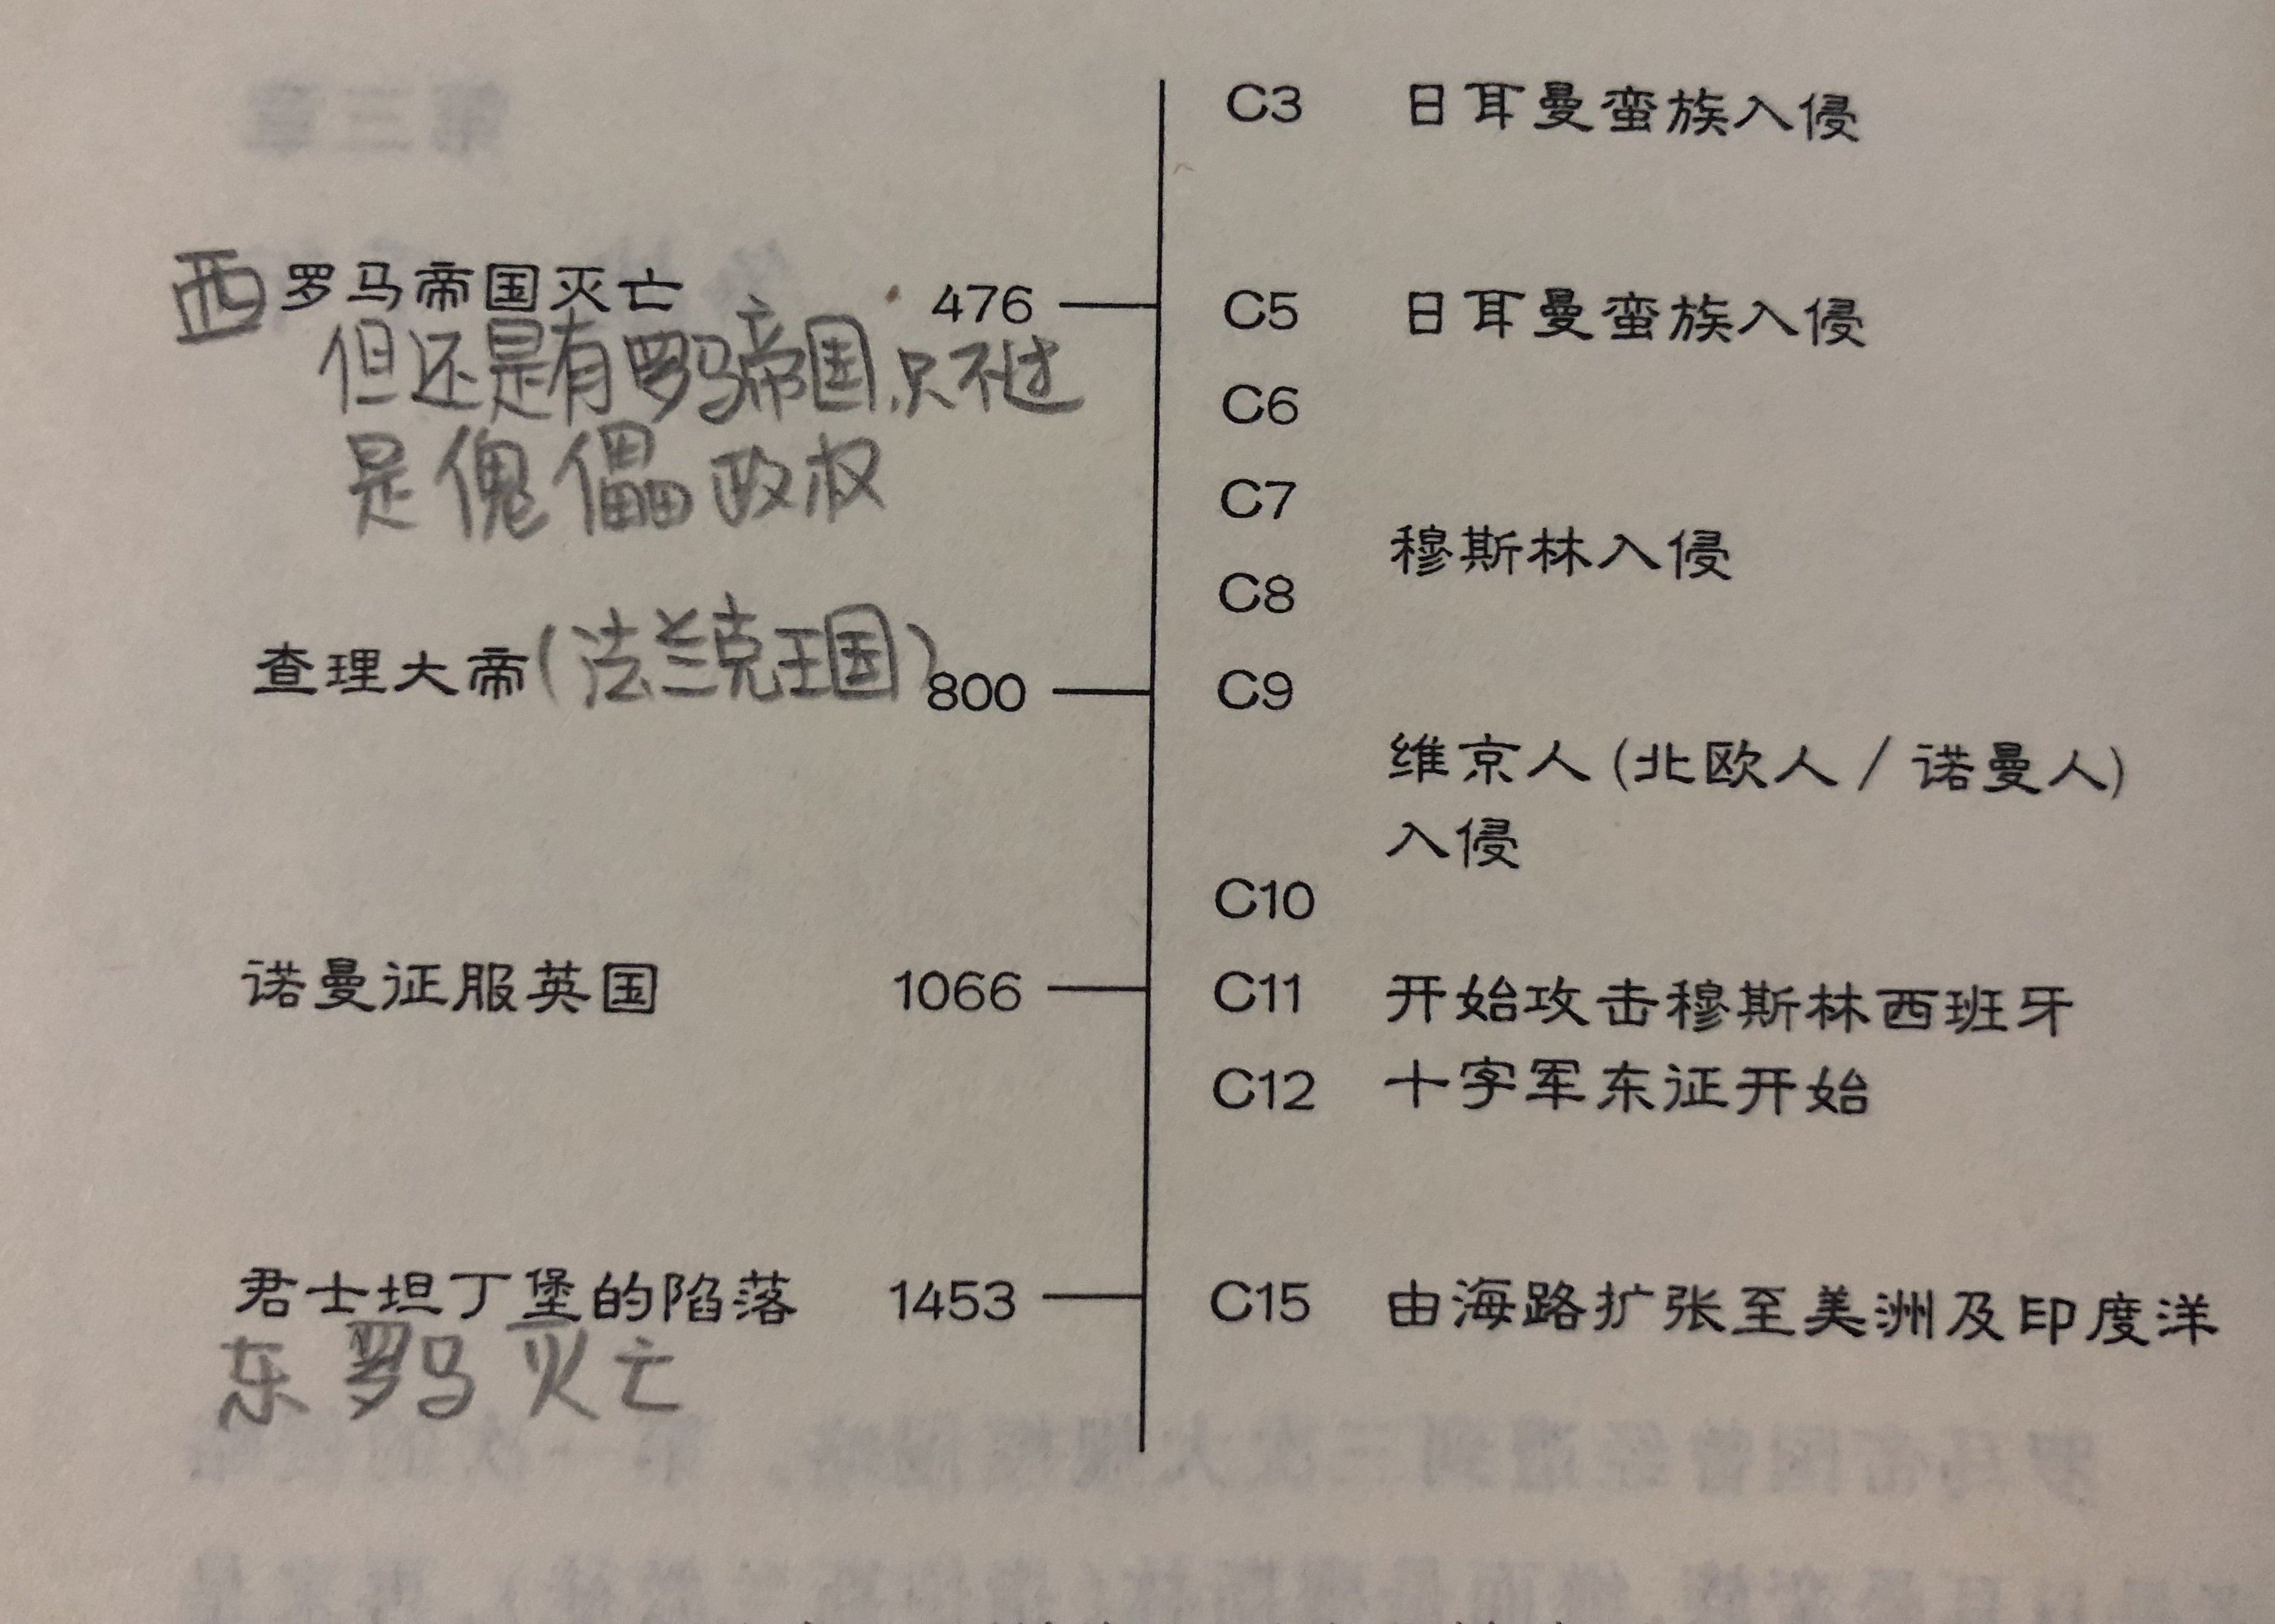 C3 日耳曼蛮族入侵
西罗马帝国灭亡 476 C5 日耳曼蛮族入侵
但还是有罗马帝国,只不过
C6
是傀儡政权
C7
穆斯林入侵
C8
查理大帝(法兰克王国) 800 C9
维京人(北欧人/诺曼人)
入侵
C10
诺曼征服英国 1066 C11 开始攻击穆斯林西班牙
C12 十字军东征开始
君士坦丁堡的陷落 1453 C15 由海路扩张至美洲及印度洋
东罗马灭亡